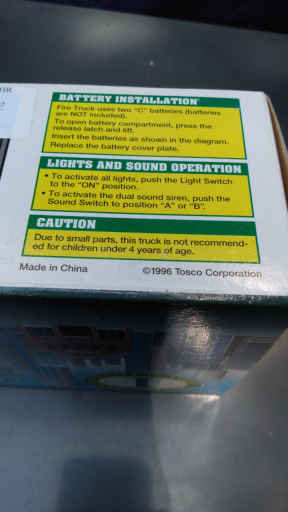 BATTERY INSTALLATION
Fire Truck uses two "C" batteries (batteries
are NOT included).
To open battery compartment, press the
release latch and lift.
Insert the batteries as shown in the diagram.
Replace the battery cover plate.
LIGHTS AND SOUND OPERATION
• To activate all lights, push the Light Switch
to the "ON" position.
• To activate the dual sound siren, push the
Sound Switch to position "A" or "B".
CAUTION
Due to small parts, this truck is not recommend-
ed for children under 4 years of age.
Made in China ©1996 Tosco Corporation